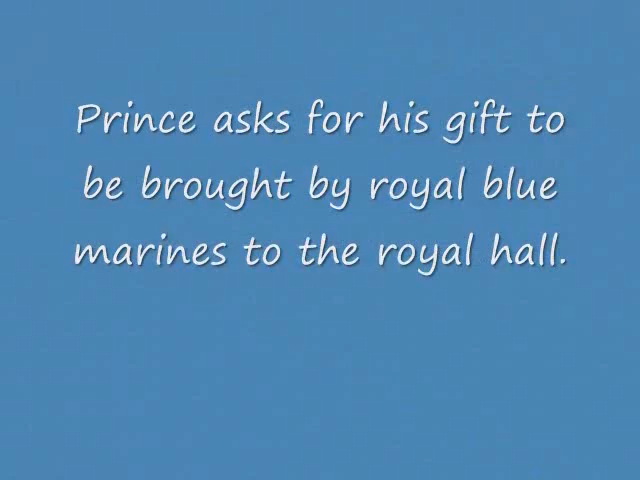 Prince asks for his gift to
be brought by royal blue
marines to the royal hall.